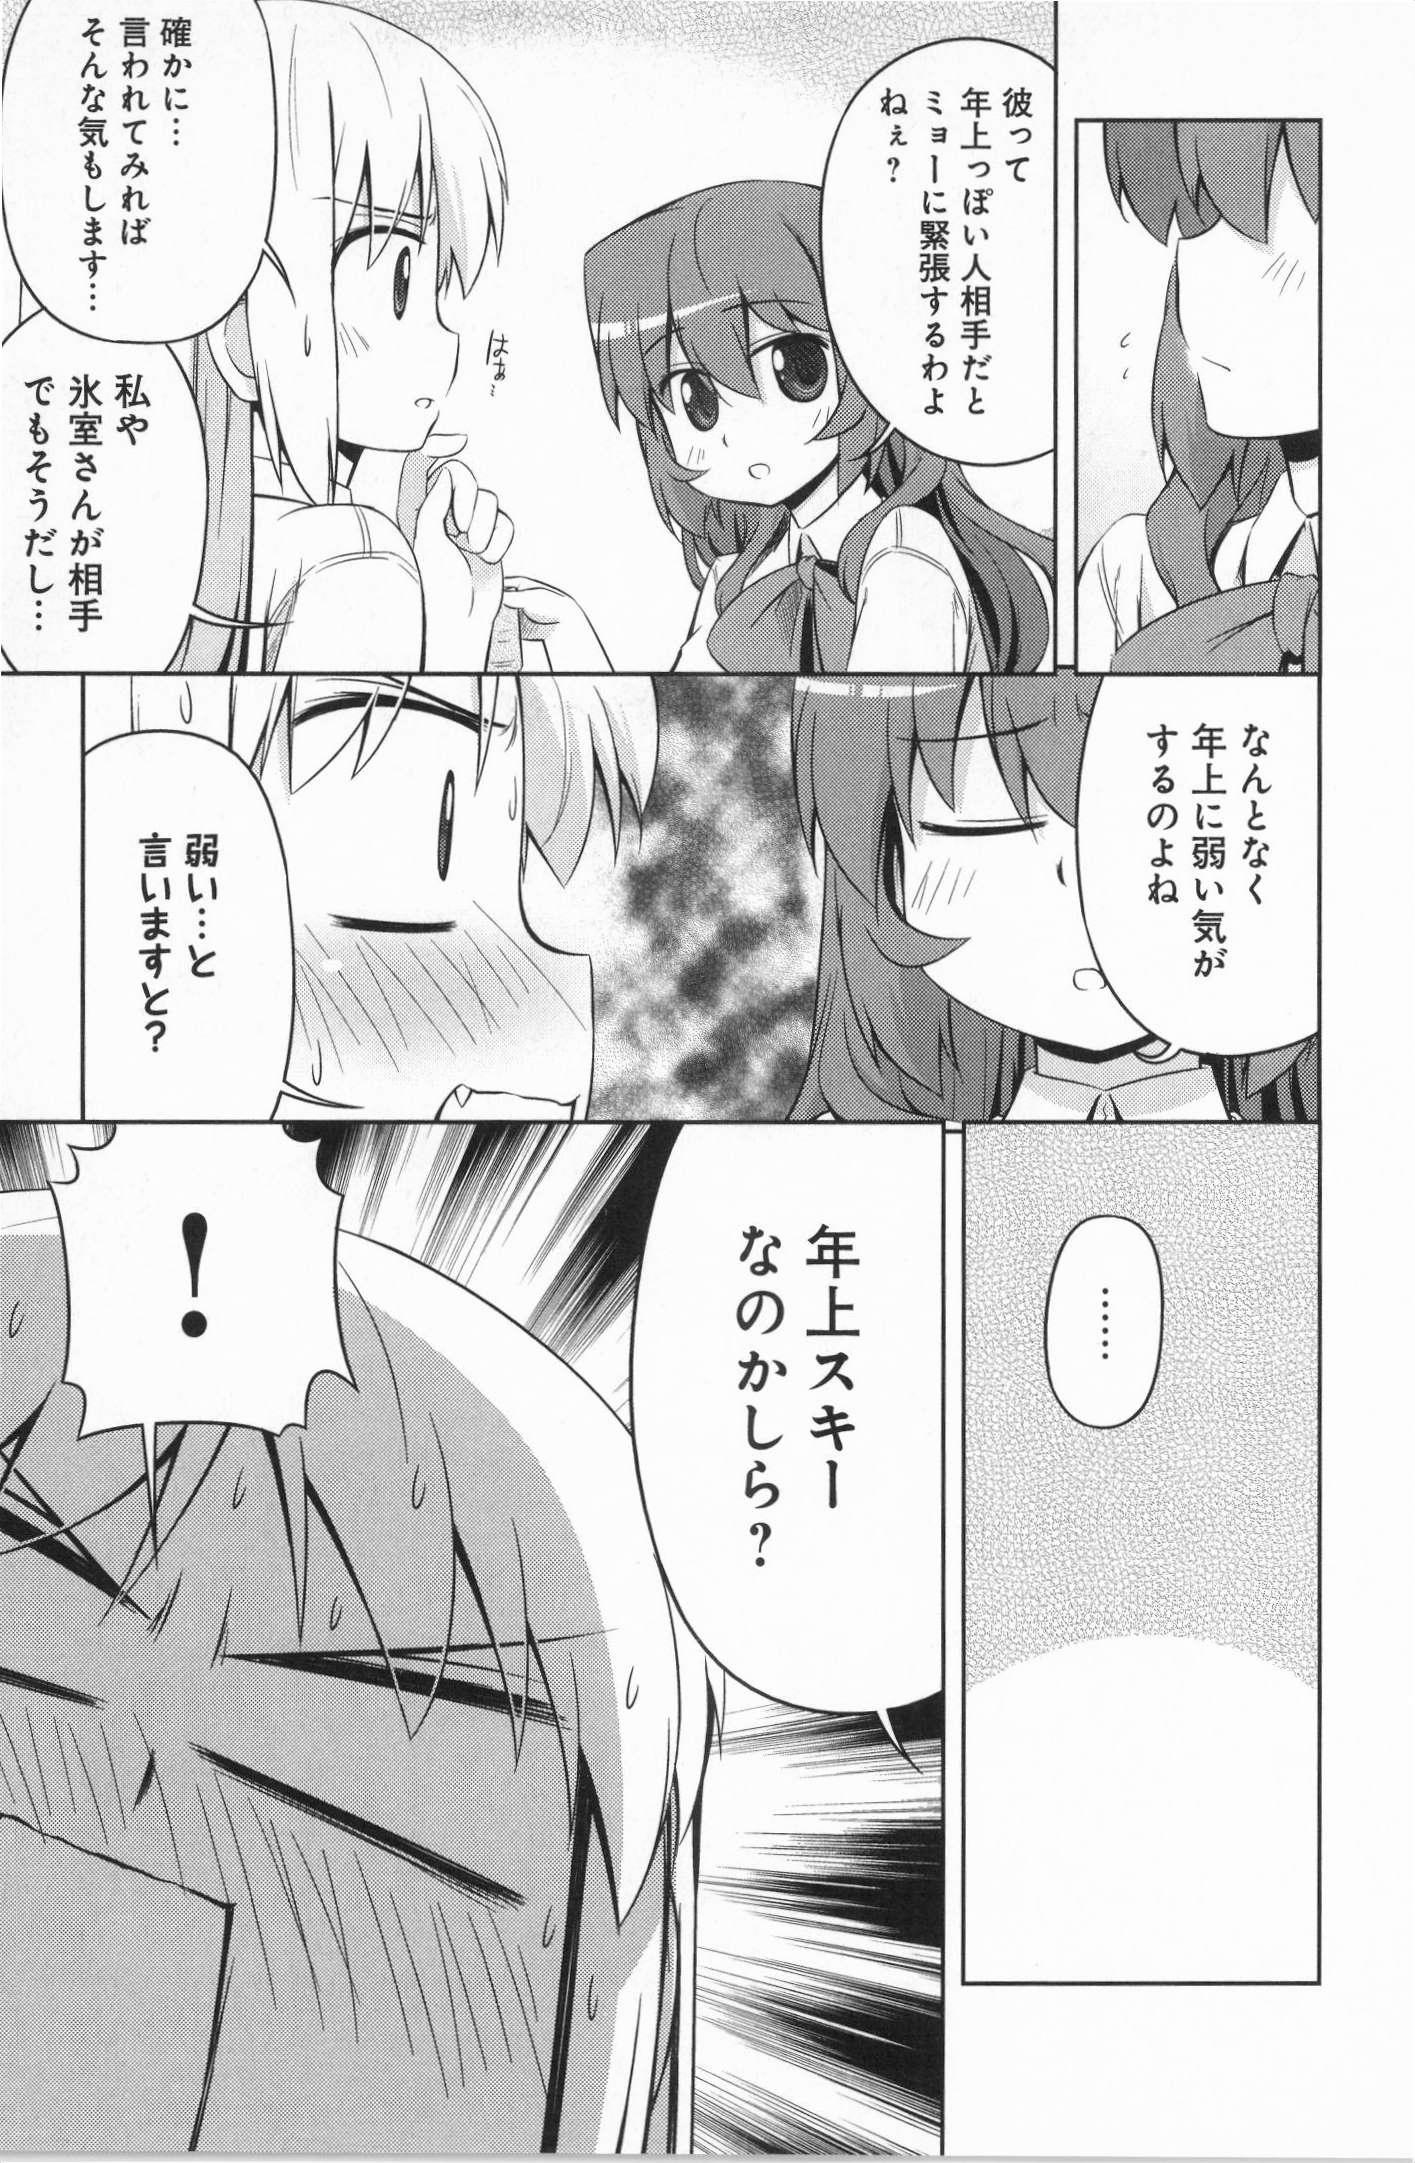 彼って
年上っぽい人相手だと
ミョーに緊張するわよ
ねぇ？
はぁ…
確かに…
言われてみれば
そんな気もします…
私や
氷室さんが相手
でもそうだし…
なんとなく
年上に弱い気が
するのよね
弱い…と
言いますと？
……
年上スキー
なのかしら？
！